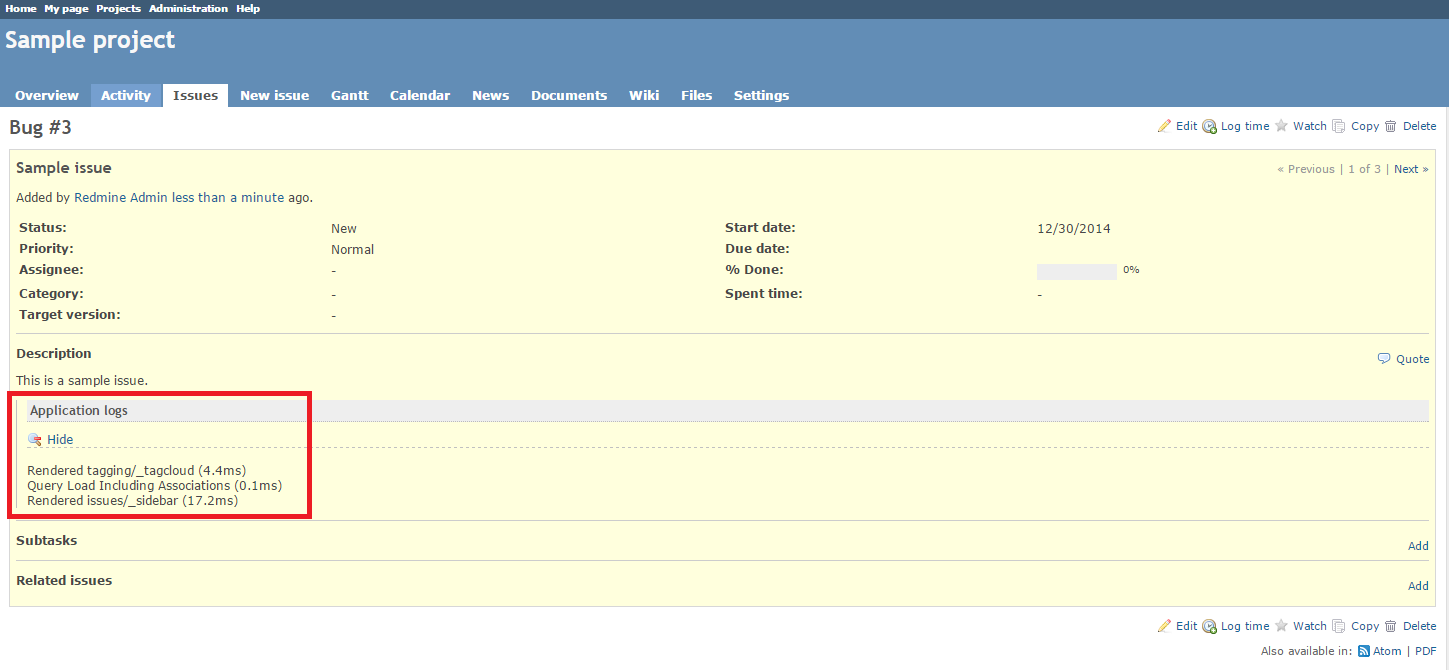 Home My page Projects Administration Help
Sample project
Overview Activity Issues New issue Gantt Calendar News Documents Wiki Files Settings
Bug #3
Edit Log time Watch Copy Delete
Sample issue
« Previous | 1 of 3 | Next »
Added by Redmine Admin less than a minute ago.
Status: New Start date: 12/30/2014
Priority: Normal Due date:
Assignee: - % Done: 0%
Category: - Spent time: -
Target version: -
Description
Quote
This is a sample issue.
Application logs
Hide
Rendered tagging/_tagcloud (4.4ms)
Query Load Including Associations (0.1ms)
Rendered issues/_sidebar (17.2ms)
Subtasks
Add
Related issues
Add
Edit Log time Watch Copy Delete
Also available in: Atom | PDF